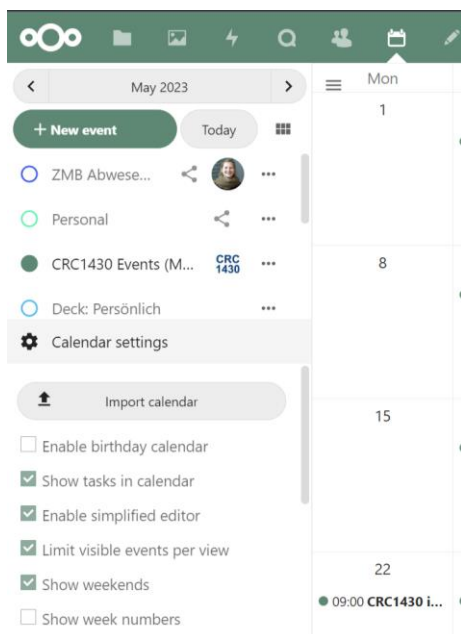 May 2023
+ New event
Today
ZMB Abwese...
Personal
CRC1430 Events (M...
CRC
1430
Deck: Persönlich
Calendar settings
Import calendar
Enable birthday calendar
Show tasks in calendar
Enable simplified editor
Limit visible events per view
Show weekends
Show week numbers
Mon
1
8
15
22
09:00 CRC1430 i...